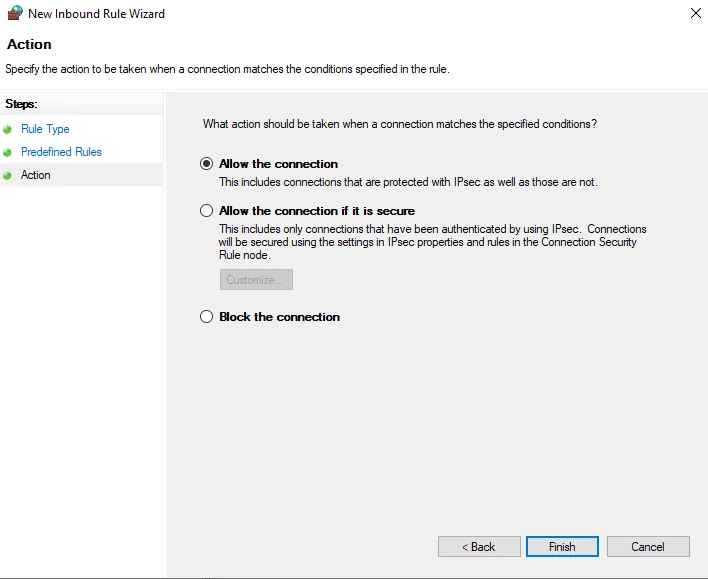 New Inbound Rule Wizard
Action
Specify the action to be taken when a connection matches the conditions specified in the rule.
Steps:
Rule Type
Predefined Rules
Action
What action should be taken when a connection matches the specified conditions?
Allow the connection
This includes connections that are protected with IPsec as well as those are not.
Allow the connection if it is secure
This includes only connections that have been authenticated by using IPsec. Connections
will be secured using the settings in IPsec properties and rules in the Connection Security
Rule node.
Customize...
Block the connection
< Back
Finish
Cancel